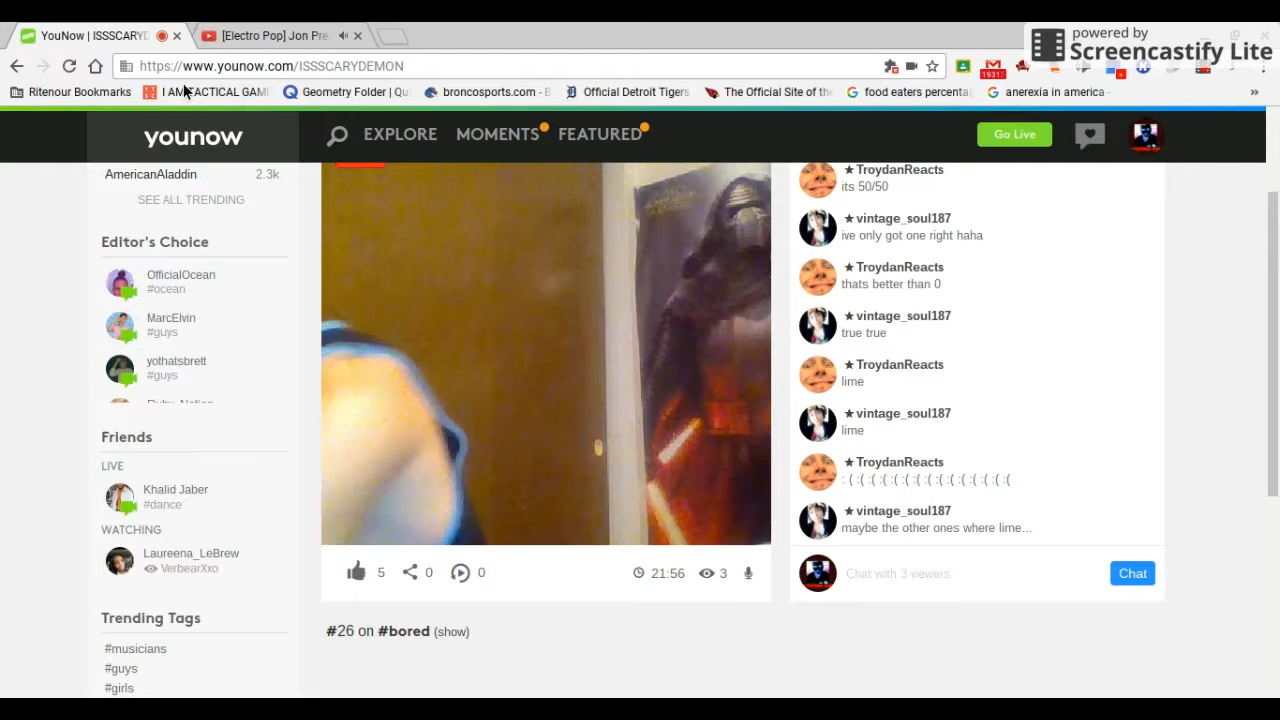 YouNow | ISSSCARYD
[Electro Pop] Jon Pre
powered by
Screencastify Lite
https://www.younow.com/ISSSCARYDEMON
19317
Ritenour Bookmarks
I AM TACTICAL GAMI
Geometry Folder | Qu
broncosports.com - B
Official Detroit Tigers
The Official Site of the
food eaters percenta
anerexia in america -
»
younow
EXPLORE
MOMENTS
FEATURED
Go Live
AmericanAladdin 2.3k
SEE ALL TRENDING
Editor's Choice
OfficialOcean
#ocean
MarcElvin
#guys
yothatsbrett
#guys
Friends
LIVE
Khalid Jaber
#dance
WATCHING
Laureena_LeBrew
VerbearXxo
Trending Tags
#musicians
#guys
#girls
5
0
0
21:56
3
#26 on #bored (show)
★TroydanReacts
its 50/50
★vintage_soul187
ive only got one right haha
★TroydanReacts
thats better than 0
★vintage_soul187
true true
★TroydanReacts
lime
★vintage_soul187
lime
★TroydanReacts
: ( :( :( :( :( :( :( :( :( :( :( :( :(
★vintage_soul187
maybe the other ones where lime…
Chat with 3 viewers
Chat